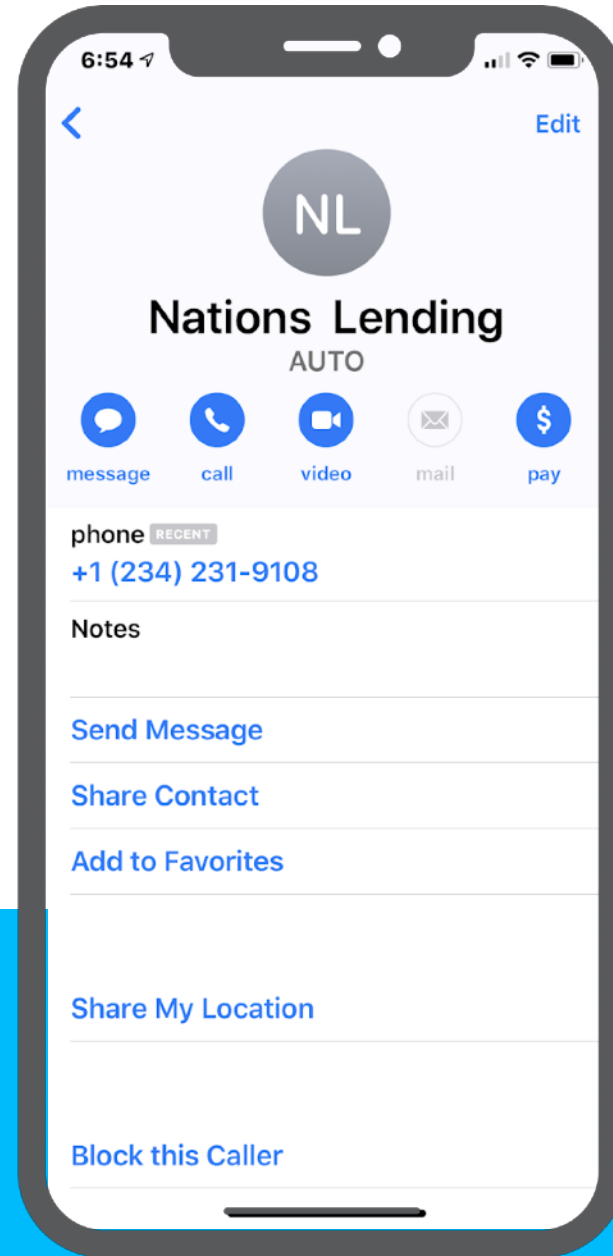 6:54
Edit
NL
Nations Lending
AUTO
message call video mail pay
$
phone RECENT
+1 (234) 231-9108
Notes
Send Message
Share Contact
Add to Favorites
Share My Location
Block this Caller